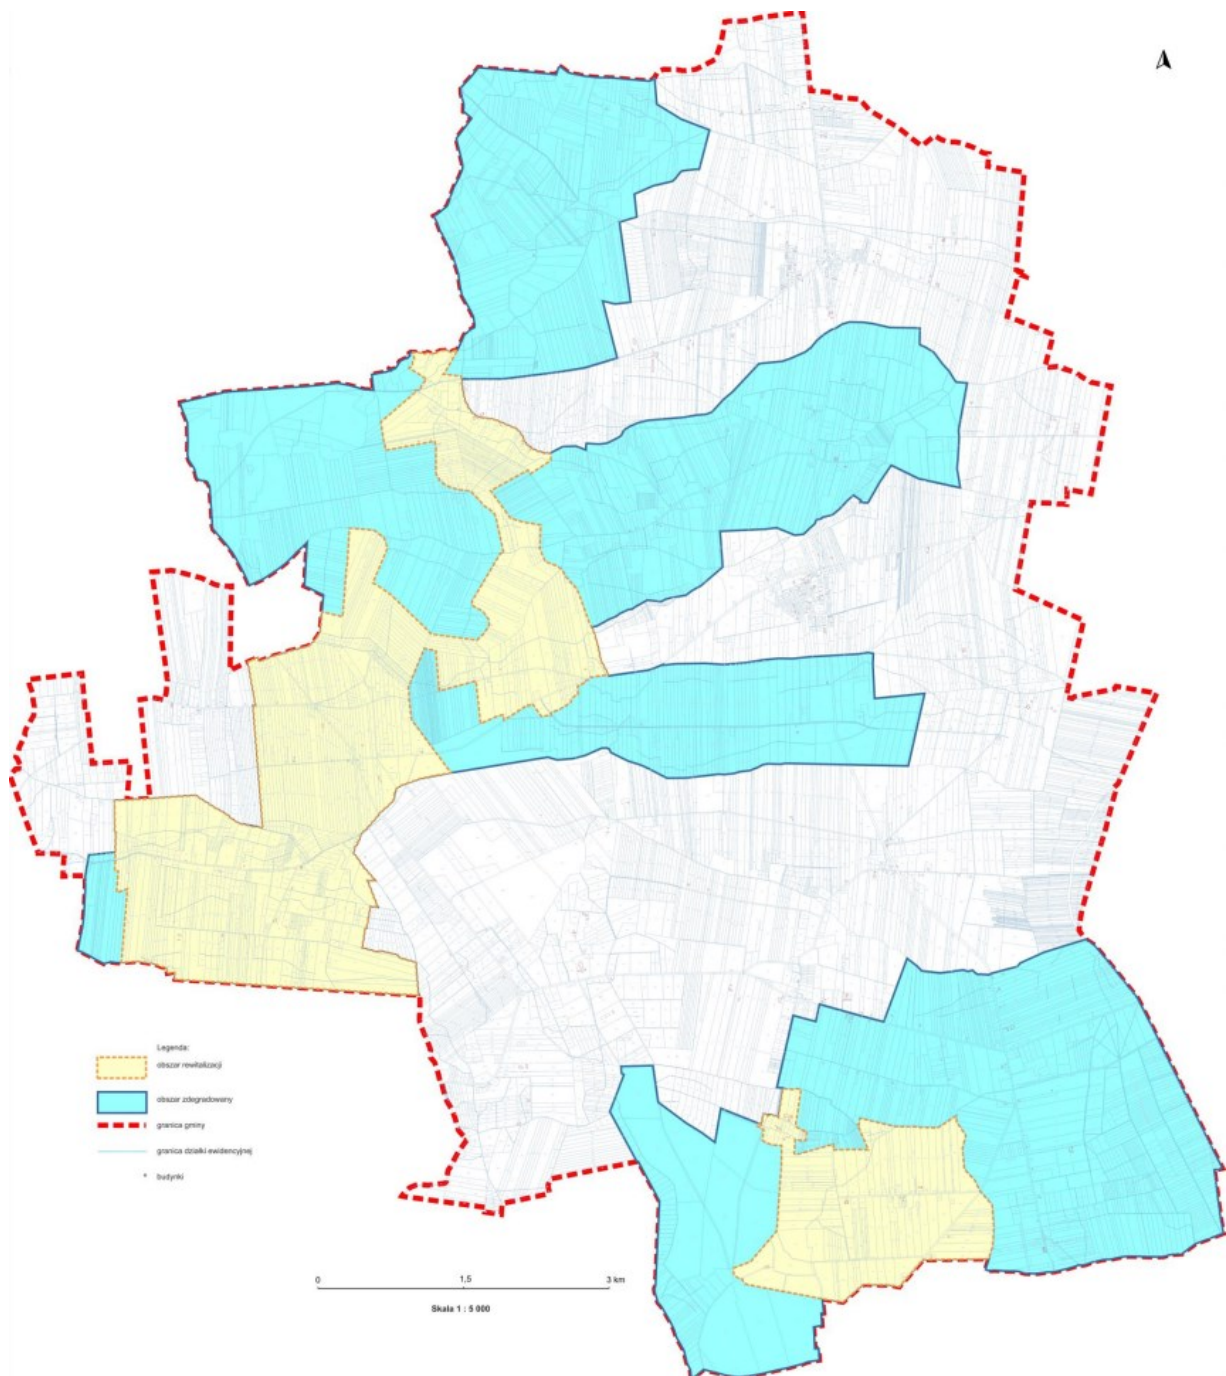 Legenda:
obszar rewitalizacji
obszar zdegradowany
granica gminy
granica działki ewidencyjnej
budynki
0 1,5 3 km
Skala 1 : 5 000